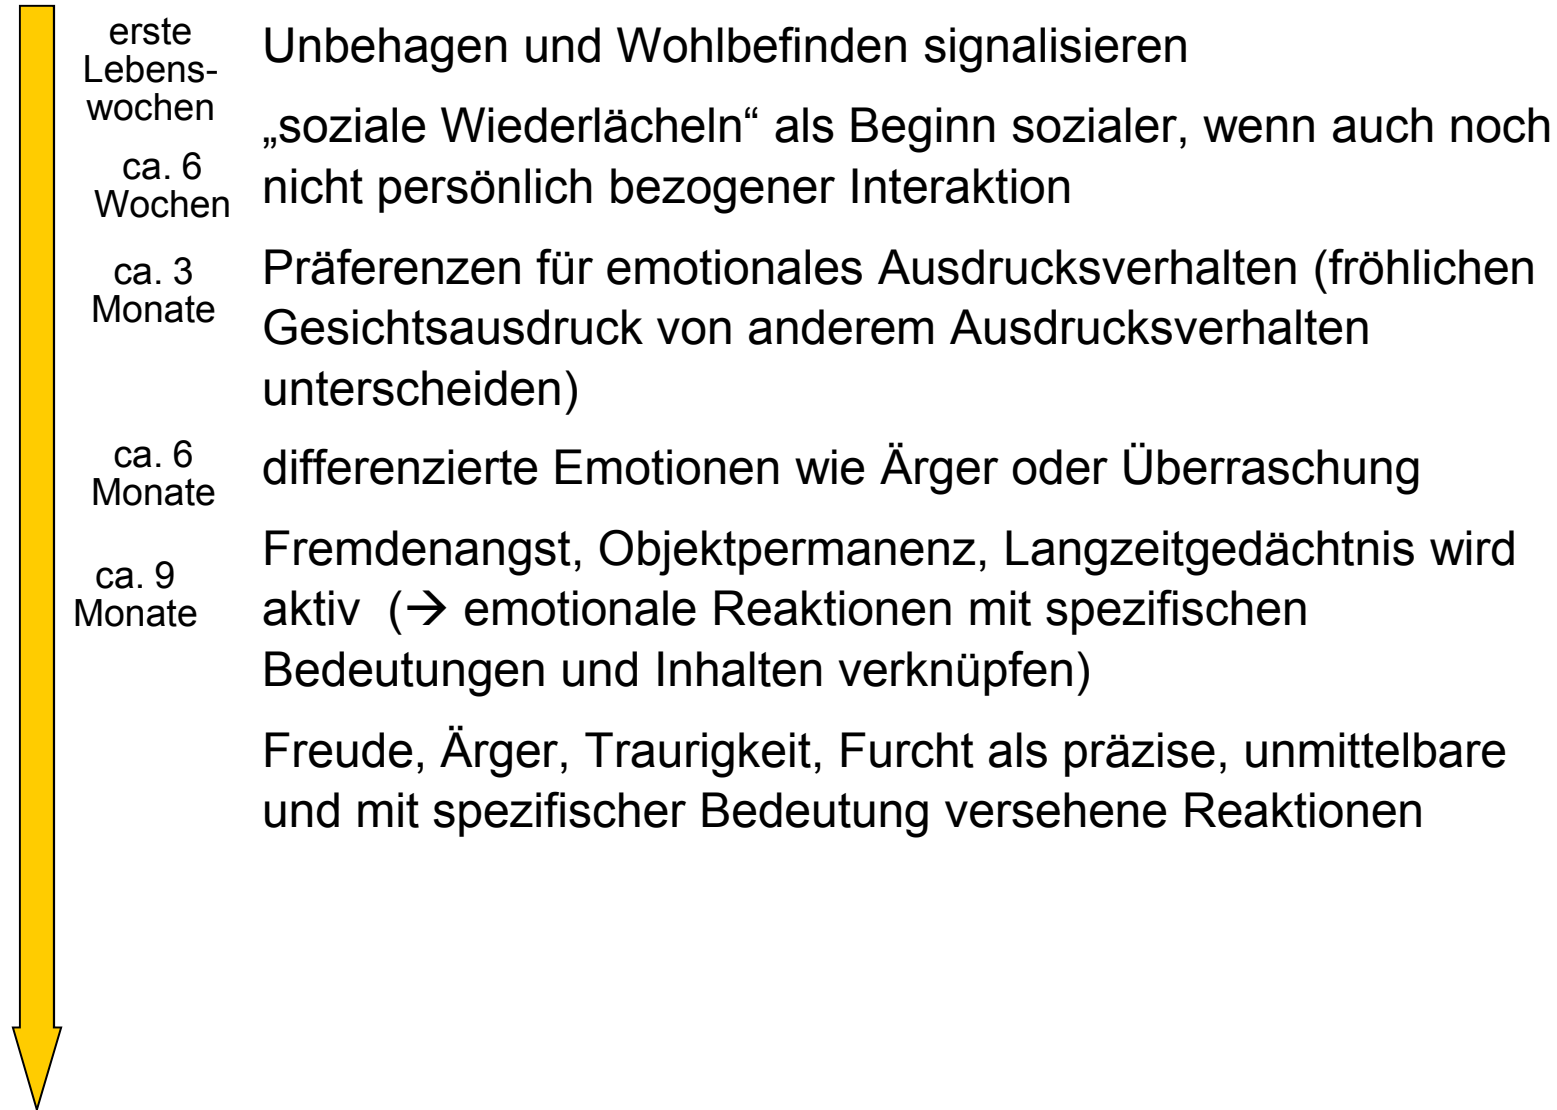 erste
Lebens-
wochen
Unbehagen und Wohlbefinden signalisieren
ca. 6
Wochen
„soziale Wiederlächeln“ als Beginn sozialer, wenn auch noch
nicht persönlich bezogener Interaktion
ca. 3
Monate
Präferenzen für emotionales Ausdrucksverhalten (fröhlichen
Gesichtsausdruck von anderem Ausdrucksverhalten
unterscheiden)
ca. 6
Monate
differenzierte Emotionen wie Ärger oder Überraschung
ca. 9
Monate
Fremdenangst, Objektpermanenz, Langzeitgedächtnis wird
aktiv (→ emotionale Reaktionen mit spezifischen
Bedeutungen und Inhalten verknüpfen)
Freude, Ärger, Traurigkeit, Furcht als präzise, unmittelbare
und mit spezifischer Bedeutung versehene Reaktionen